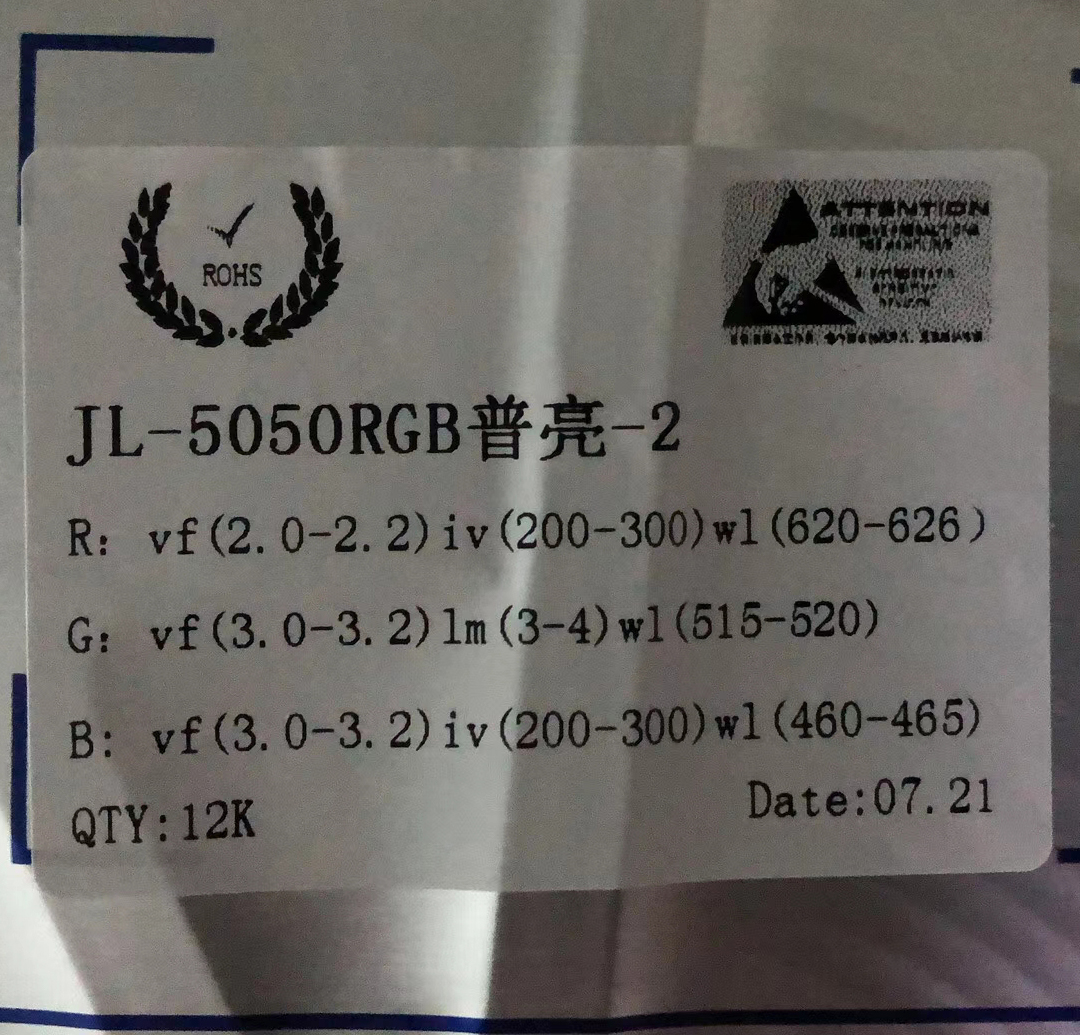 ROHS
ATTENTION
JL-5050RGB普亮-2
R: vf(2.0-2.2)iv(200-300)wl(620-626)
G: vf(3.0-3.2)lm(3-4)wl(515-520)
B: vf(3.0-3.2)iv(200-300)wl(460-465)
QTY:12K
Date:07.21